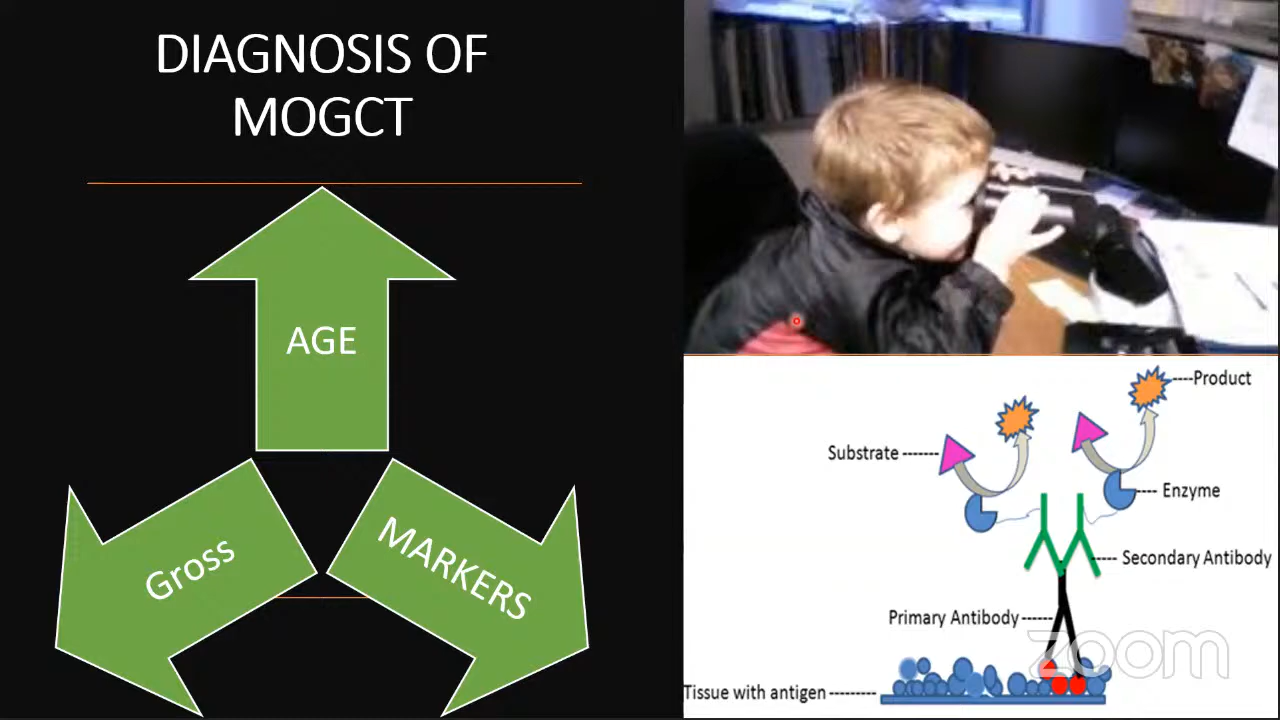 DIAGNOSIS OF
MOGCT
AGE
Gross
MARKERS
----Product
Substrate -------
---- Enzyme
----- Secondary Antibody
Primary Antibody------
Tissue with antigen ---------
zoom